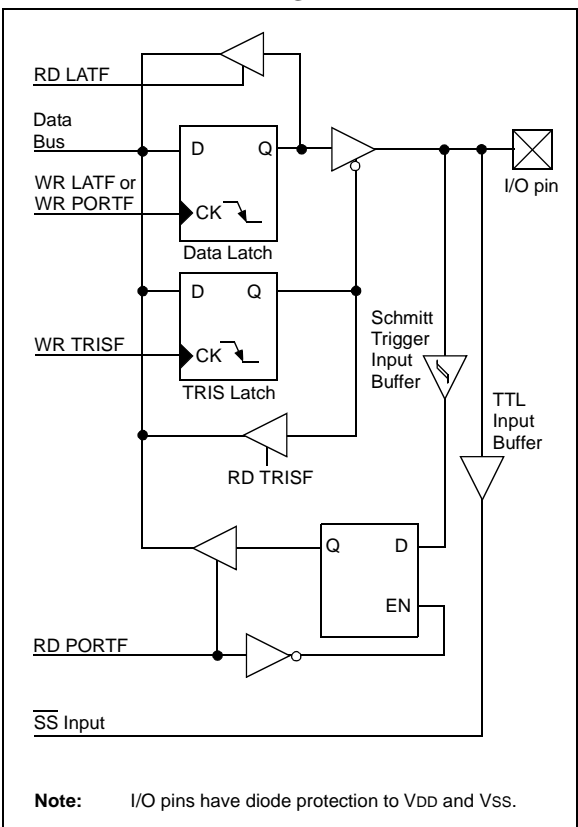 RD LATF
Data
Bus
D
Q
I/O pin
WR LATF or
WR PORTF
CK
Data Latch
D
Q
Schmitt
Trigger
Input
Buffer
WR TRISF
CK
TRIS Latch
TTL
Input
Buffer
RD TRISF
Q
D
EN
RD PORTF
S̅S̅ Input
Note: I/O pins have diode protection to VDD and VSS.